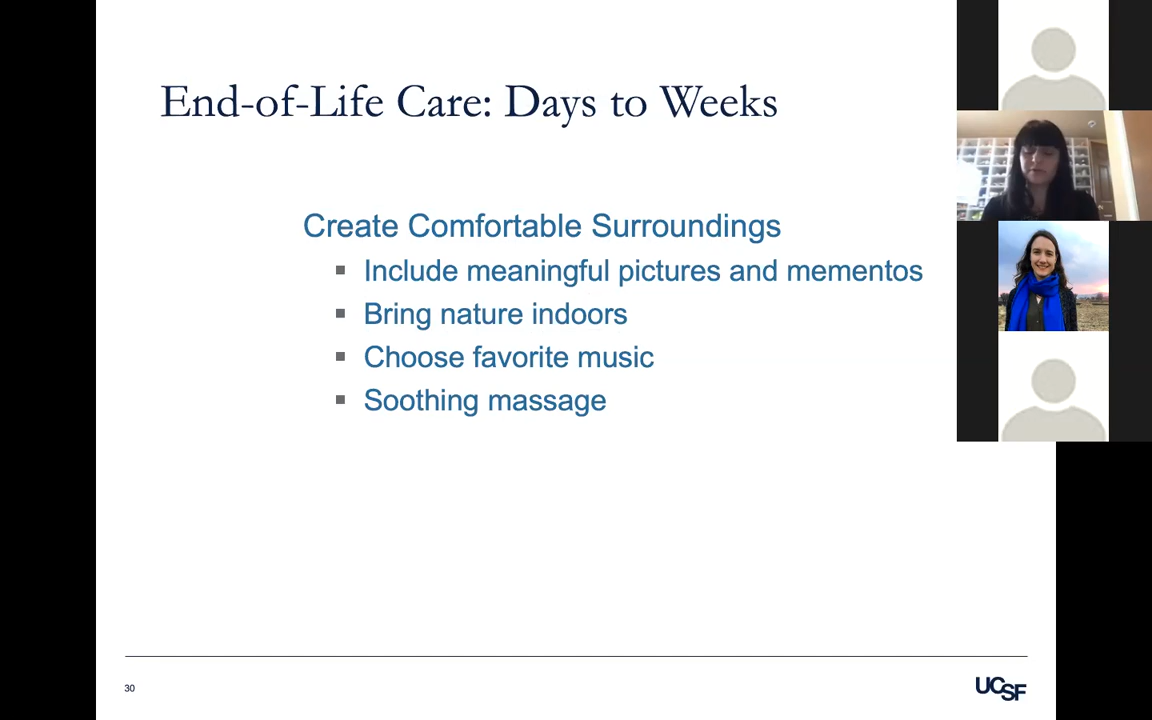 End-of-Life Care: Days to Weeks
Create Comfortable Surroundings
Include meaningful pictures and mementos
Bring nature indoors
Choose favorite music
Soothing massage
30
UCSF